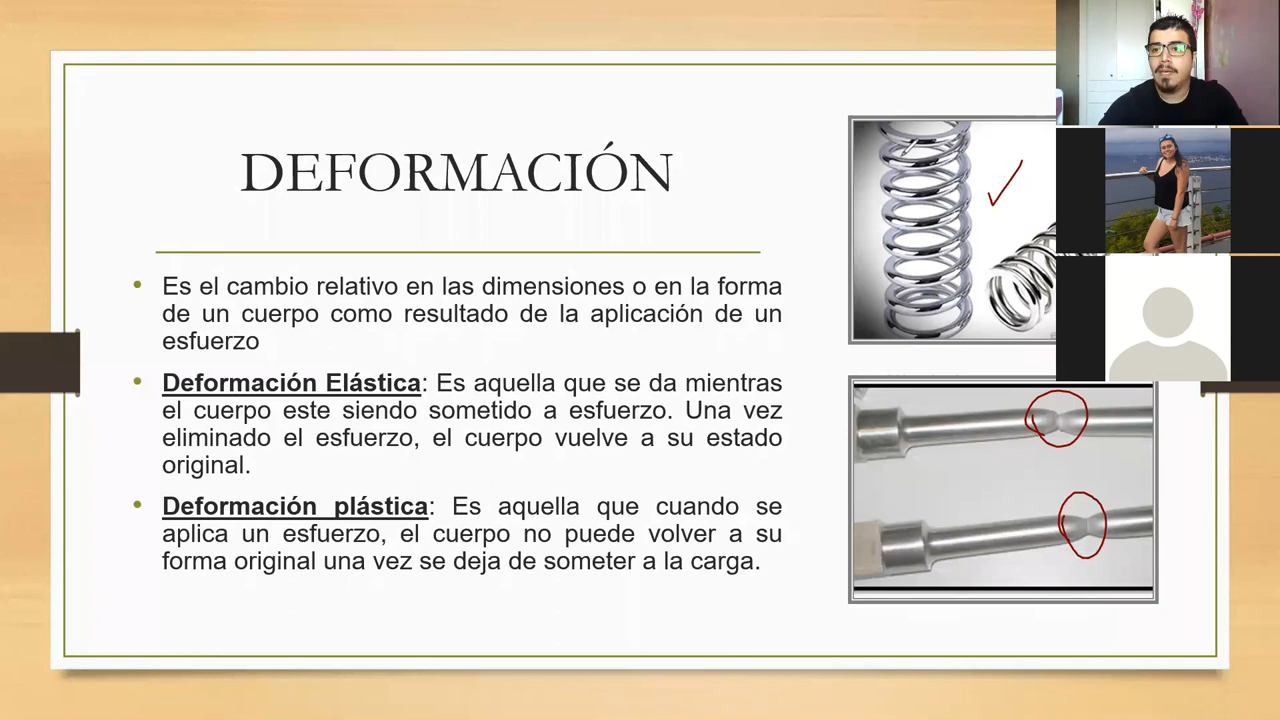 DEFORMACIÓN
• Es el cambio relativo en las dimensiones o en la forma
de un cuerpo como resultado de la aplicación de un
esfuerzo
• Deformación Elástica: Es aquella que se da mientras
el cuerpo este siendo sometido a esfuerzo. Una vez
eliminado el esfuerzo, el cuerpo vuelve a su estado
original.
• Deformación plástica: Es aquella que cuando se
aplica un esfuerzo, el cuerpo no puede volver a su
forma original una vez se deja de someter a la carga.